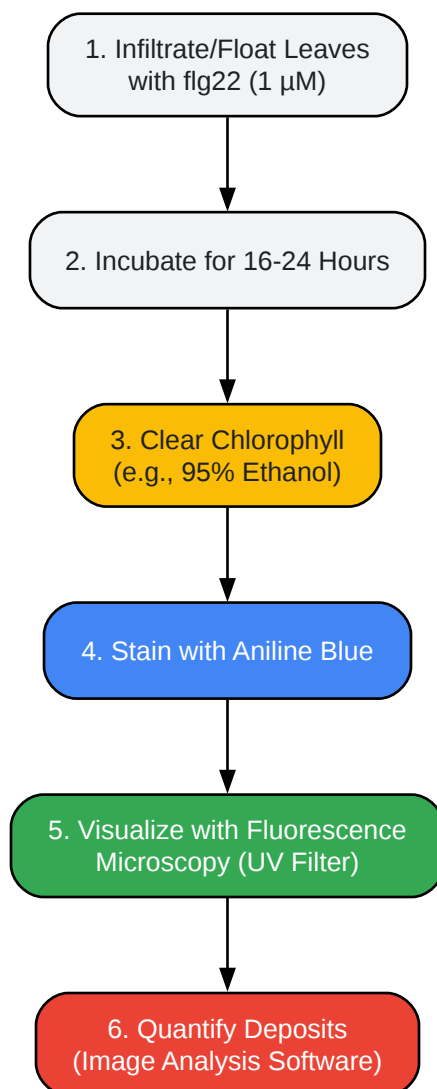 1. Infiltrate/Float Leaves
with flg22 (1 µM)
2. Incubate for 16-24 Hours
3. Clear Chlorophyll
(e.g., 95% Ethanol)
4. Stain with Aniline Blue
5. Visualize with Fluorescence
Microscopy (UV Filter)
6. Quantify Deposits
(Image Analysis Software)